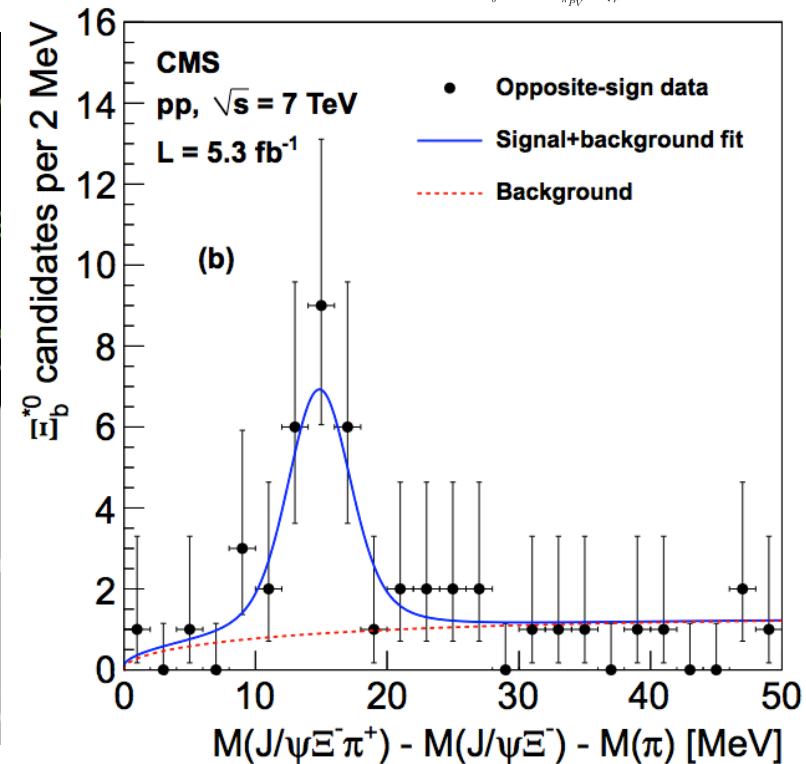 16
14
12
10
8
6
4
2
0
Ξb*0 candidates per 2 MeV
CMS
pp, √s = 7 TeV
L = 5.3 fb-1
(b)
Opposite-sign data
Signal+background fit
Background
0 10 20 30 40 50
M(J/ψΞ-π+) - M(J/ψΞ-) - M(π) [MeV]